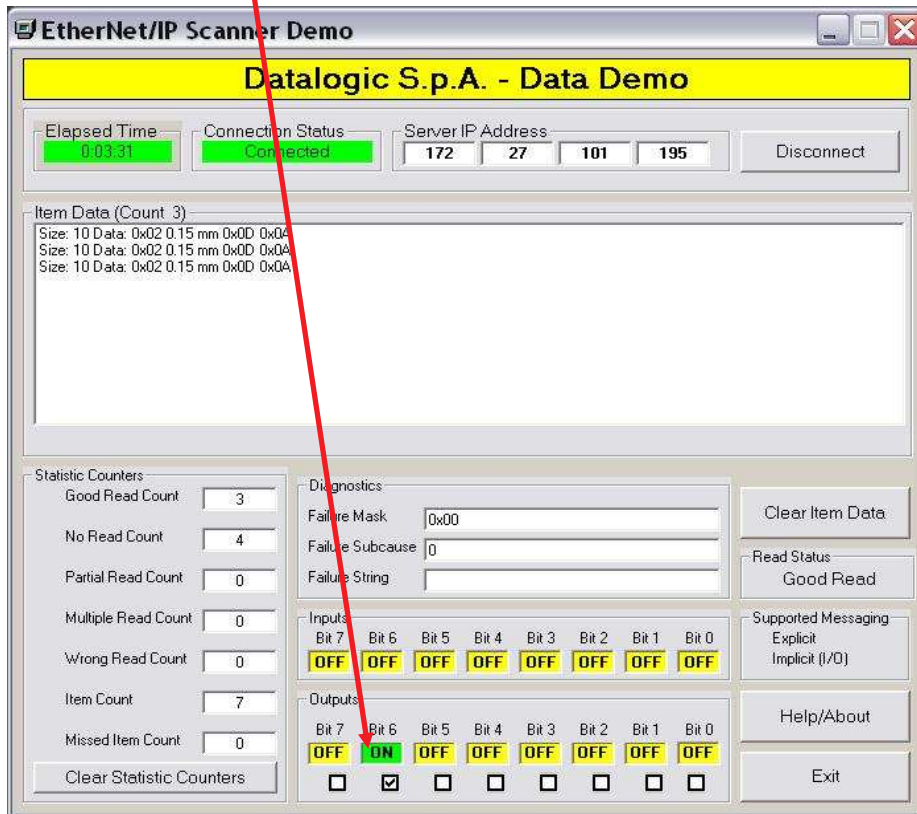 EtherNet/IP Scanner Demo
Datalogic S.p.A. - Data Demo
Elapsed Time
0:03:31
Connection Status
Connected
Server IP Address
172 27 101 195
Disconnect
Item Data (Count 3)
Size: 10 Data: 0x02 0.15 mm 0x0D 0x0A
Size: 10 Data: 0x02 0.15 mm 0x0D 0x0A
Size: 10 Data: 0x02 0.15 mm 0x0D 0x0A
Statistic Counters
Good Read Count 3
No Read Count 4
Partial Read Count 0
Multiple Read Count 0
Wrong Read Count 0
Item Count 7
Missed Item Count 0
Clear Statistic Counters
Diagnostics
Failure Mask 0x00
Failure Subcause 0
Failure String
Inputs
Bit 7 Bit 6 Bit 5 Bit 4 Bit 3 Bit 2 Bit 1 Bit 0
OFF OFF OFF OFF OFF OFF OFF OFF
Outputs
Bit 7 Bit 6 Bit 5 Bit 4 Bit 3 Bit 2 Bit 1 Bit 0
OFF ON OFF OFF OFF OFF OFF OFF
Clear Item Data
Read Status
Good Read
Supported Messaging
Explicit
Implicit (I/O)
Help/About
Exit